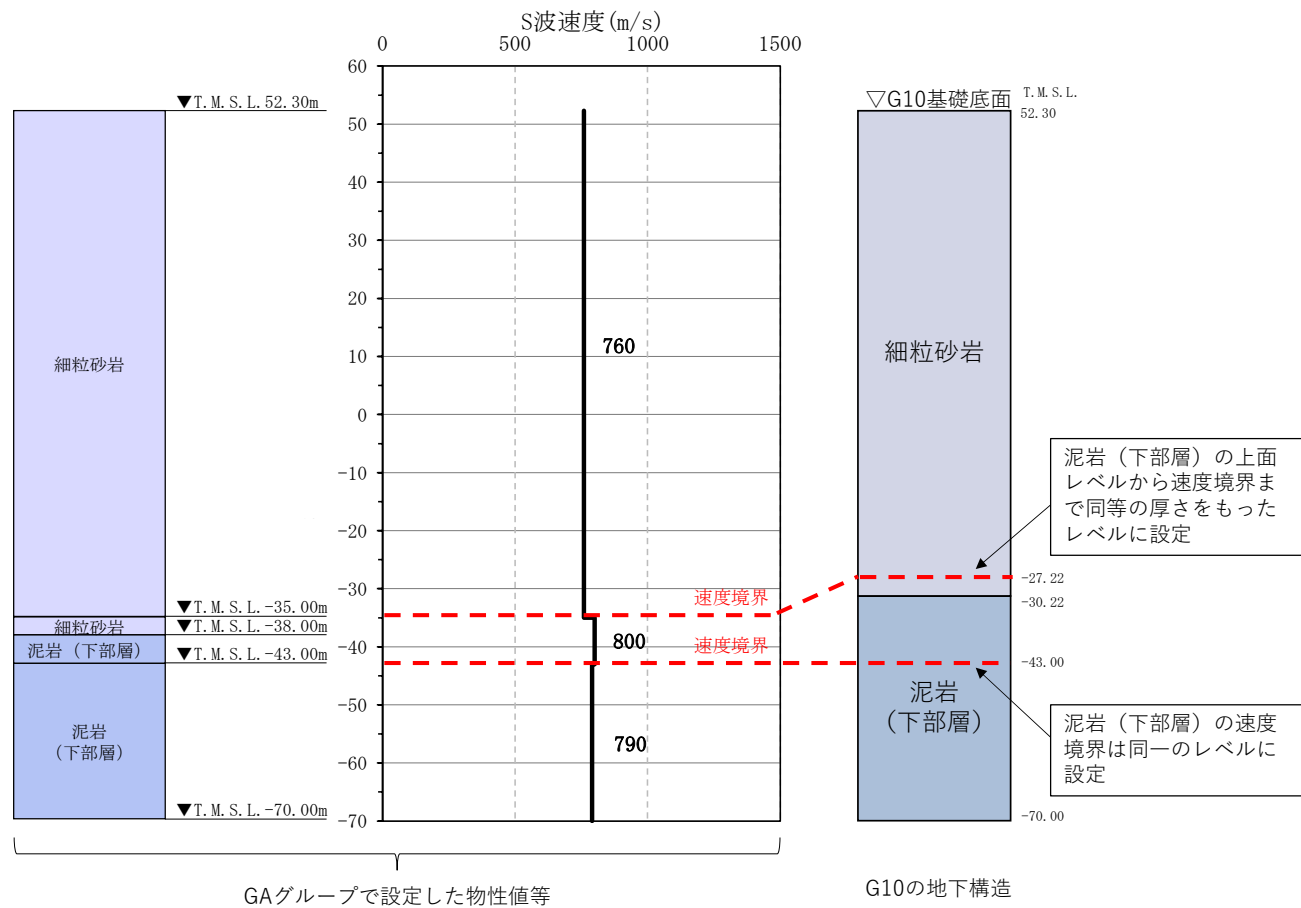 S波速度(m/s)
0 500 1000 1500
60
50
40
30
20
10
0
-10
-20
-30
-40
-50
-60
-70
▼T.M.S.L.52.30m
細粒砂岩
▼T.M.S.L.-35.00m
細粒砂岩
▼T.M.S.L.-38.00m
泥岩（下部層）
▼T.M.S.L.-43.00m
泥岩
（下部層）
▼T.M.S.L.-70.00m
760
800
790
速度境界
速度境界
GAグループで設定した物性値等
▽G10基礎底面
T.M.S.L.
52.30
細粒砂岩
-27.22
-30.22
-43.00
泥岩
（下部層）
-70.00
泥岩（下部層）の上面
レベルから速度境界ま
で同等の厚さをもった
レベルに設定
泥岩（下部層）の速度
境界は同一のレベルに
設定
G10の地下構造